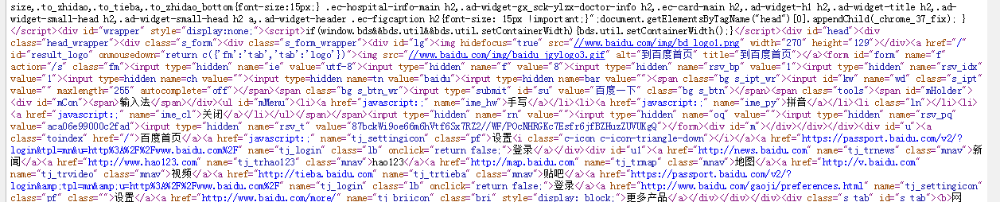 size,.to_zhidao,.to_tieba,.to_zhidao_bottom{font-size:15px;} .ec-hospital-info-main h2,.ad-widget-gx_sck-ylzx-doctor-info h2,.ec-card-main h2,.ad-widget-h1 h2,.ad-widget-title h2,.ad-
widget-small-head h2,.ad-widget-small-head h2 a,.ad-widget-header .ec-figcaption h2{font-size: 15px !important;}";document.getElementsByTagName("head")[0].appendChild(_chrome_37_fix); }
</script><div id="wrapper" style="display:none;"><script>if(window.bds&&bds.util&&bds.util.setContainerWidth){bds.util.setContainerWidth();}</script><div id="head"><div
class="head_wrapper"><div class="s_form"><div class="s_form_wrapper"><div id="lg"><img hidefocus="true" src="//www.baidu.com/img/bd_logo1.png" width="270" height="129"></div><a href="/"
id="result_logo" onmousedown="return c({'fm':'tab','tab':'logo'})"><img src="//www.baidu.com/img/baidu_jgylogo3.gif" alt="到百度首页" title="到百度首页"></a><form id="form" name="f"
action="/s" class="fm"><input type="hidden" name="ie" value="utf-8"><input type="hidden" name="f" value="8"><input type="hidden" name="rsv_bp" value="1"><input type="hidden" name="rsv_idx"
value="1"><input type=hidden name=ch value=""><input type=hidden name=tn value="baidu"><input type=hidden name=bar value=""><span class="bg s_ipt_wr"><input id="kw" name="wd" class="s_ipt"
value="" maxlength="255" autocomplete="off"></span><span class="bg s_btn_wr"><input type="submit" id="su" value="百度一下" class="bg s_btn"></span><span class="tools"><span id="mHolder">
<div id="mCon"><span>输入法</span></div><ul id="mMenu"><li><a href="javascript:;" name="ime_hw">手写</a></li><li><a href="javascript:;" name="ime_py">拼音</a></li><li class="ln"></li><li>
<a href="javascript:;" name="ime_cl">关闭</a></li></ul></span></span><input type="hidden" name="rn" value=""><input type="hidden" name="oq" value=""><input type="hidden" name="rsv_pq"
value="aca06e99000c2fad"><input type="hidden" name="rsv_t" value="87bckWi9oe66m6hVtf6Sx7RZ2//WF/POcNHRGKc7Esfr6jfBZHuzZUVUKgQ"></form><div id="m"></div></div></div><div id="u"><a
class="toindex" href="/">百度首页</a><a href="javascript:;" name="tj_settingicon" class="pf">设置<i class="c-icon c-icon-triangle-down"></i></a><a href="https://passport.baidu.com/v2/?
login&tpl=mn&u=http%3A%2F%2Fwww.baidu.com%2F" name="tj_login" class="lb" onclick="return false;">登录</a></div><div id="u1"><a href="http://news.baidu.com" name="tj_trnews" class="mnav">新
闻</a><a href="http://www.hao123.com" name="tj_trhao123" class="mnav">hao123</a><a href="http://map.baidu.com" name="tj_trmap" class="mnav">地图</a><a href="http://v.baidu.com"
name="tj_trvideo" class="mnav">视频</a><a href="http://tieba.baidu.com" name="tj_trtieba" class="mnav">贴吧</a><a href="https://passport.baidu.com/v2/?
login&amp;tpl=mn&amp;u=http%3A%2F%2Fwww.baidu.com%2F" name="tj_login" class="lb" onclick="return false;">登录</a><a href="http://www.baidu.com/gaoji/preferences.html" name="tj_settingicon"
class="pf" class="">设置</a><a href="http://www.baidu.com/more/" name="tj_briicon" class="bri" style="display: block;">更多产品</a></div></div></div><div class="s_tab" id="s_tab"><b>网